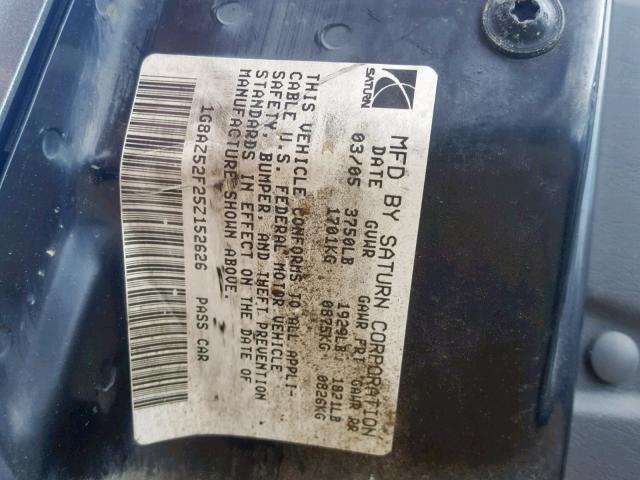 SATURN
MFD BY SATURN CORPORATION
DATE GVWR GAWR FRT GAWR RR
03/05 3750LB 1929LB 1821LB
1701KG 0875KG 0826KG
THIS VEHICLE CONFORMS TO ALL APPLI-
CABLE U.S. FEDERAL MOTOR VEHICLE
SAFETY, BUMPER, AND THEFT PREVENTION
STANDARDS IN EFFECT ON THE DATE OF
MANUFACTURE SHOWN ABOVE.
1G8AZ52F25Z152626 PASS CAR